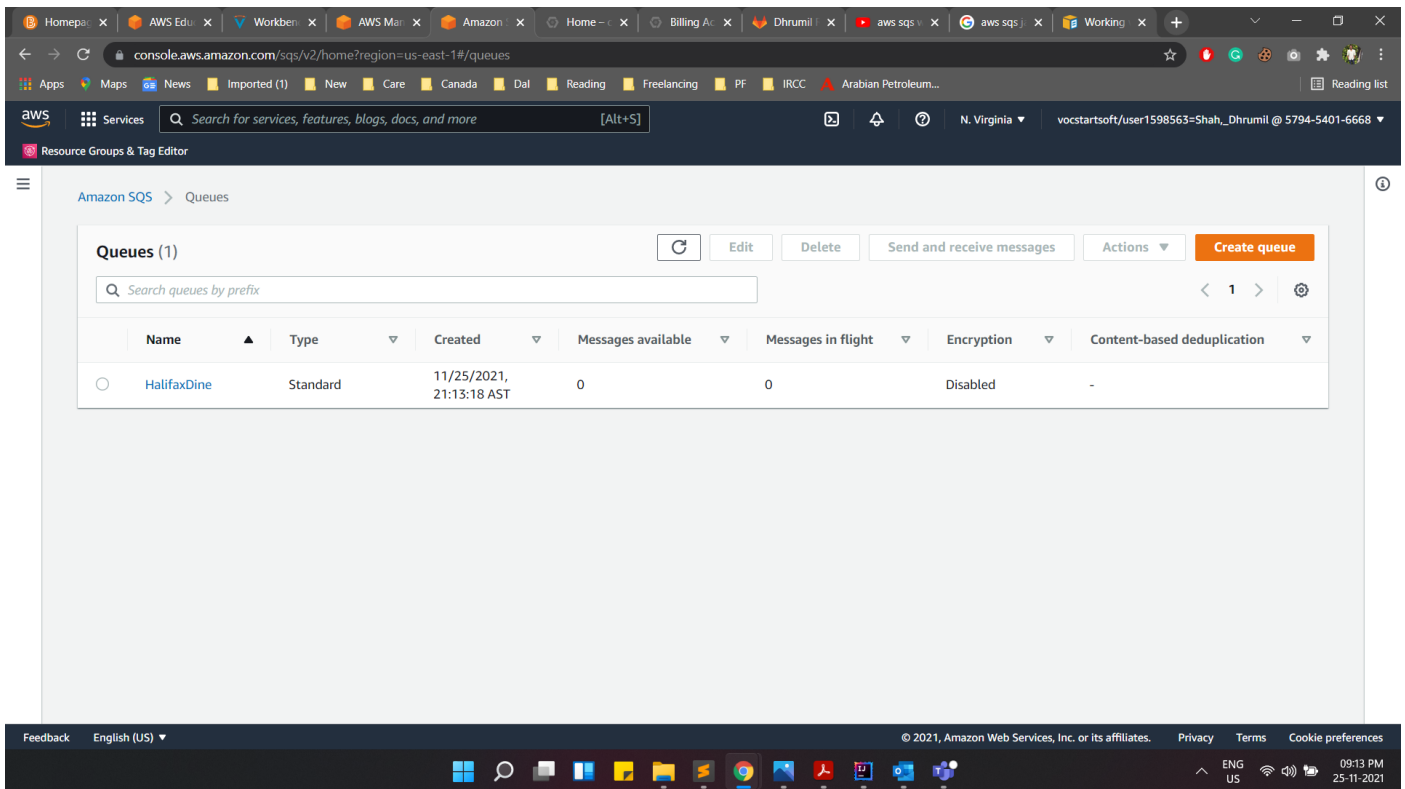 Homepag AWS Edu Workben AWS Man Amazon S Home – c Billing Ac Dhrumil aws sqs v aws sqs j Working
console.aws.amazon.com/sqs/v2/home?region=us-east-1#/queues
Apps Maps News Imported (1) New Care Canada Dal Reading Freelancing PF IRCC Arabian Petroleum... Reading list
aws Services Search for services, features, blogs, docs, and more [Alt+S] N. Virginia ▼ vocstartsoft/user1598563=Shah,_Dhrumil @ 5794-5401-6668 ▼
Resource Groups & Tag Editor
Amazon SQS > Queues
Queues (1) Edit Delete Send and receive messages Actions ▼ Create queue
Search queues by prefix < 1 >
Name ▲ Type Created Messages available Messages in flight Encryption Content-based deduplication
HalifaxDine Standard 11/25/2021, 21:13:18 AST 0 0 Disabled -
Feedback English (US) ▼ © 2021, Amazon Web Services, Inc. or its affiliates. Privacy Terms Cookie preferences
ENG 09:13 PM
US 25-11-2021